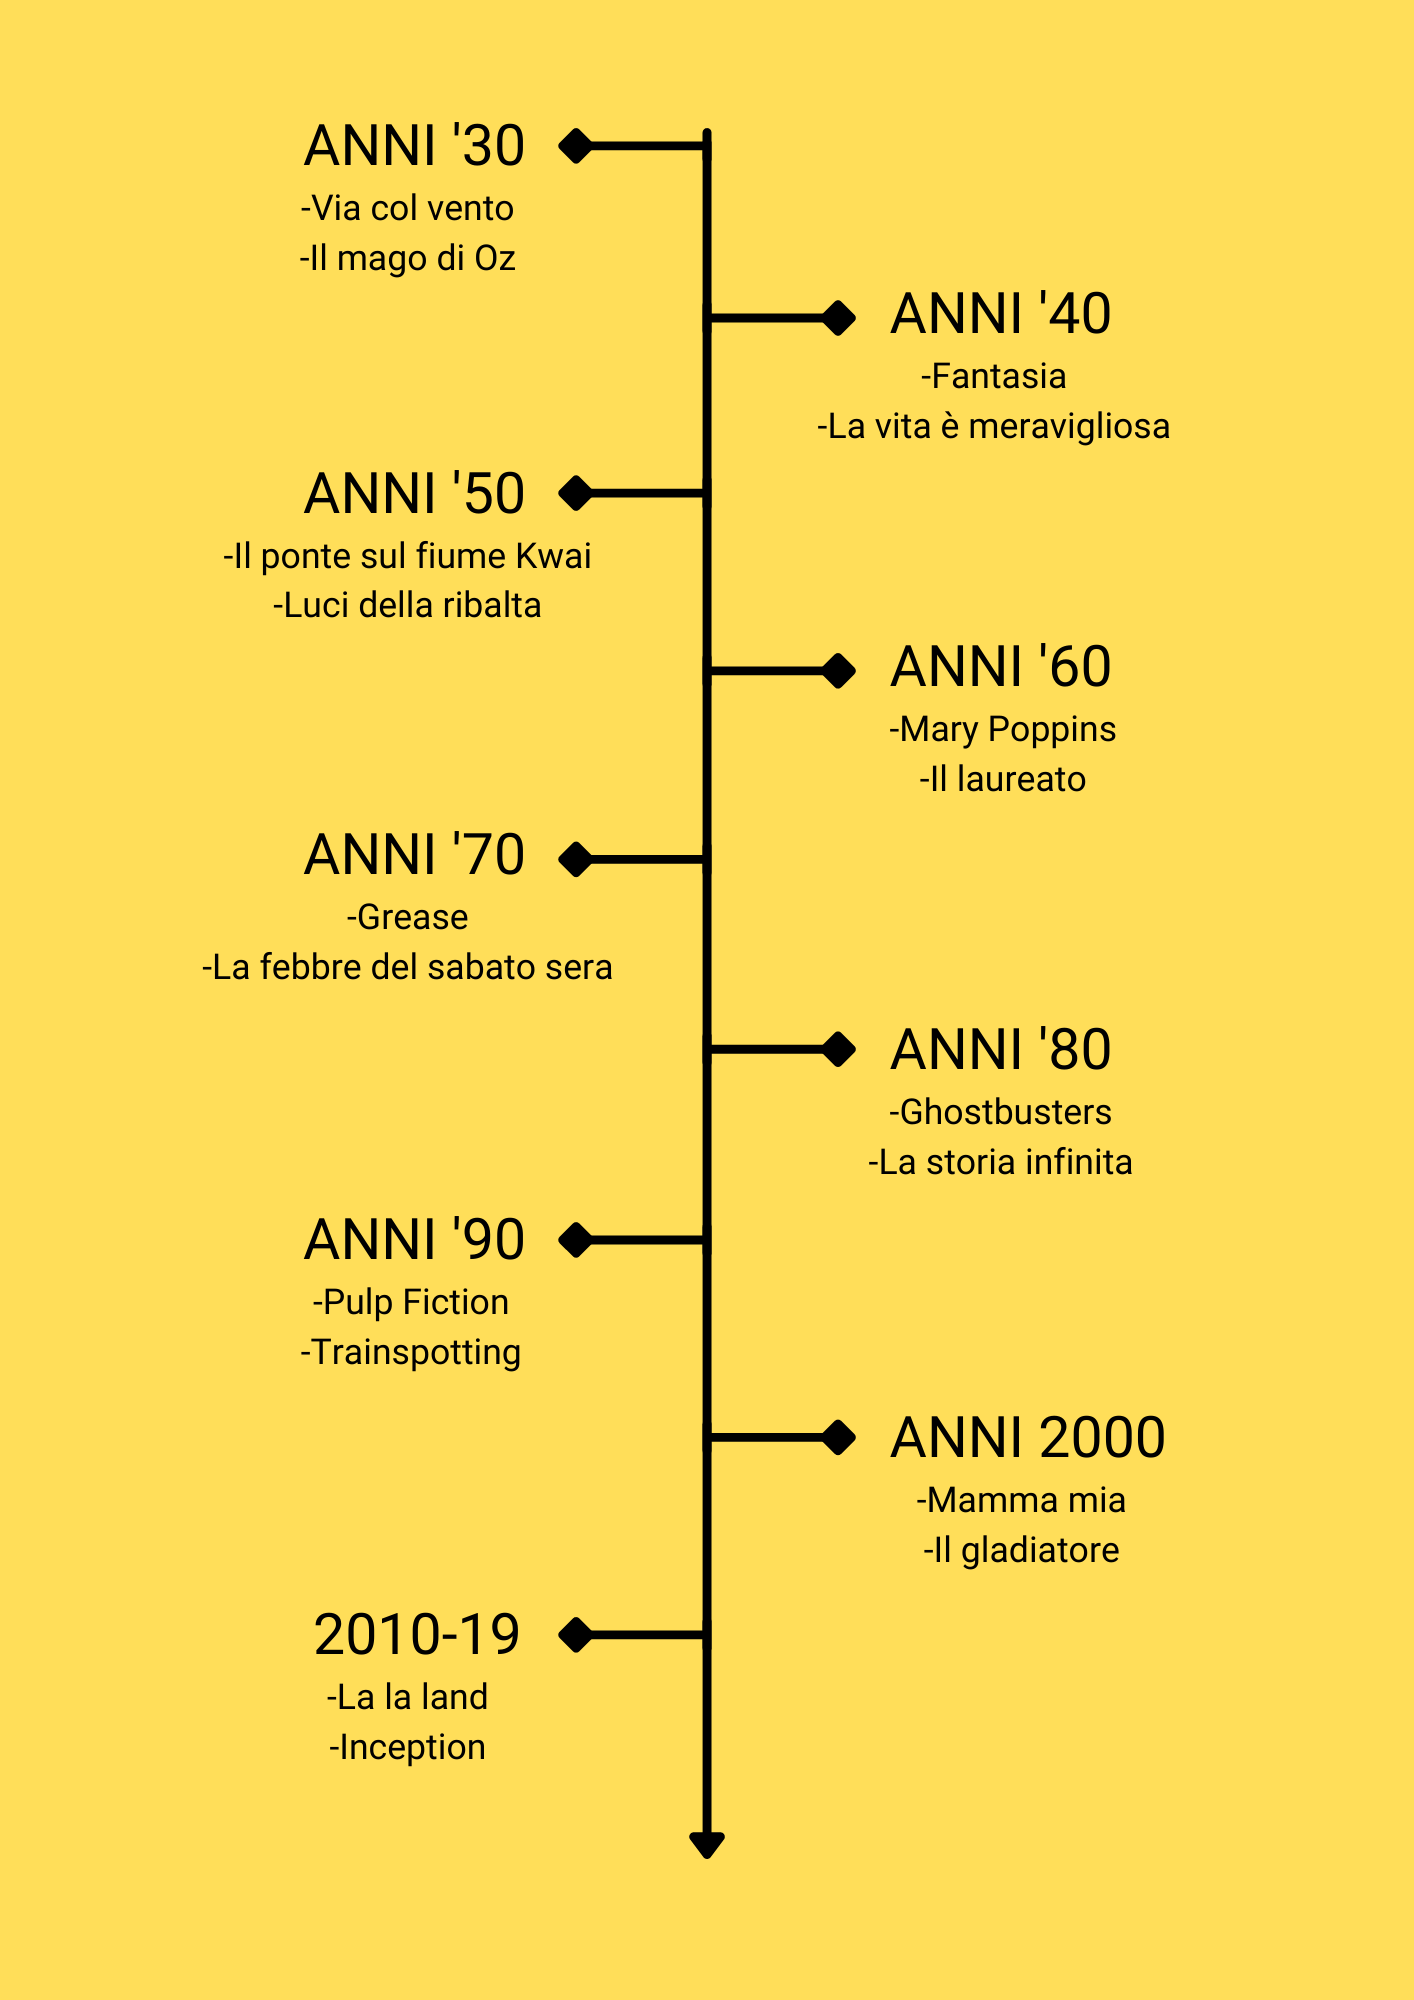 ANNI '30
-Via col vento
-Il mago di Oz
ANNI '40
-Fantasia
-La vita è meravigliosa
ANNI '50
-Il ponte sul fiume Kwai
-Luci della ribalta
ANNI '60
-Mary Poppins
-Il laureato
ANNI '70
-Grease
-La febbre del sabato sera
ANNI '80
-Ghostbusters
-La storia infinita
ANNI '90
-Pulp Fiction
-Trainspotting
ANNI 2000
-Mamma mia
-Il gladiatore
2010-19
-La la land
-Inception